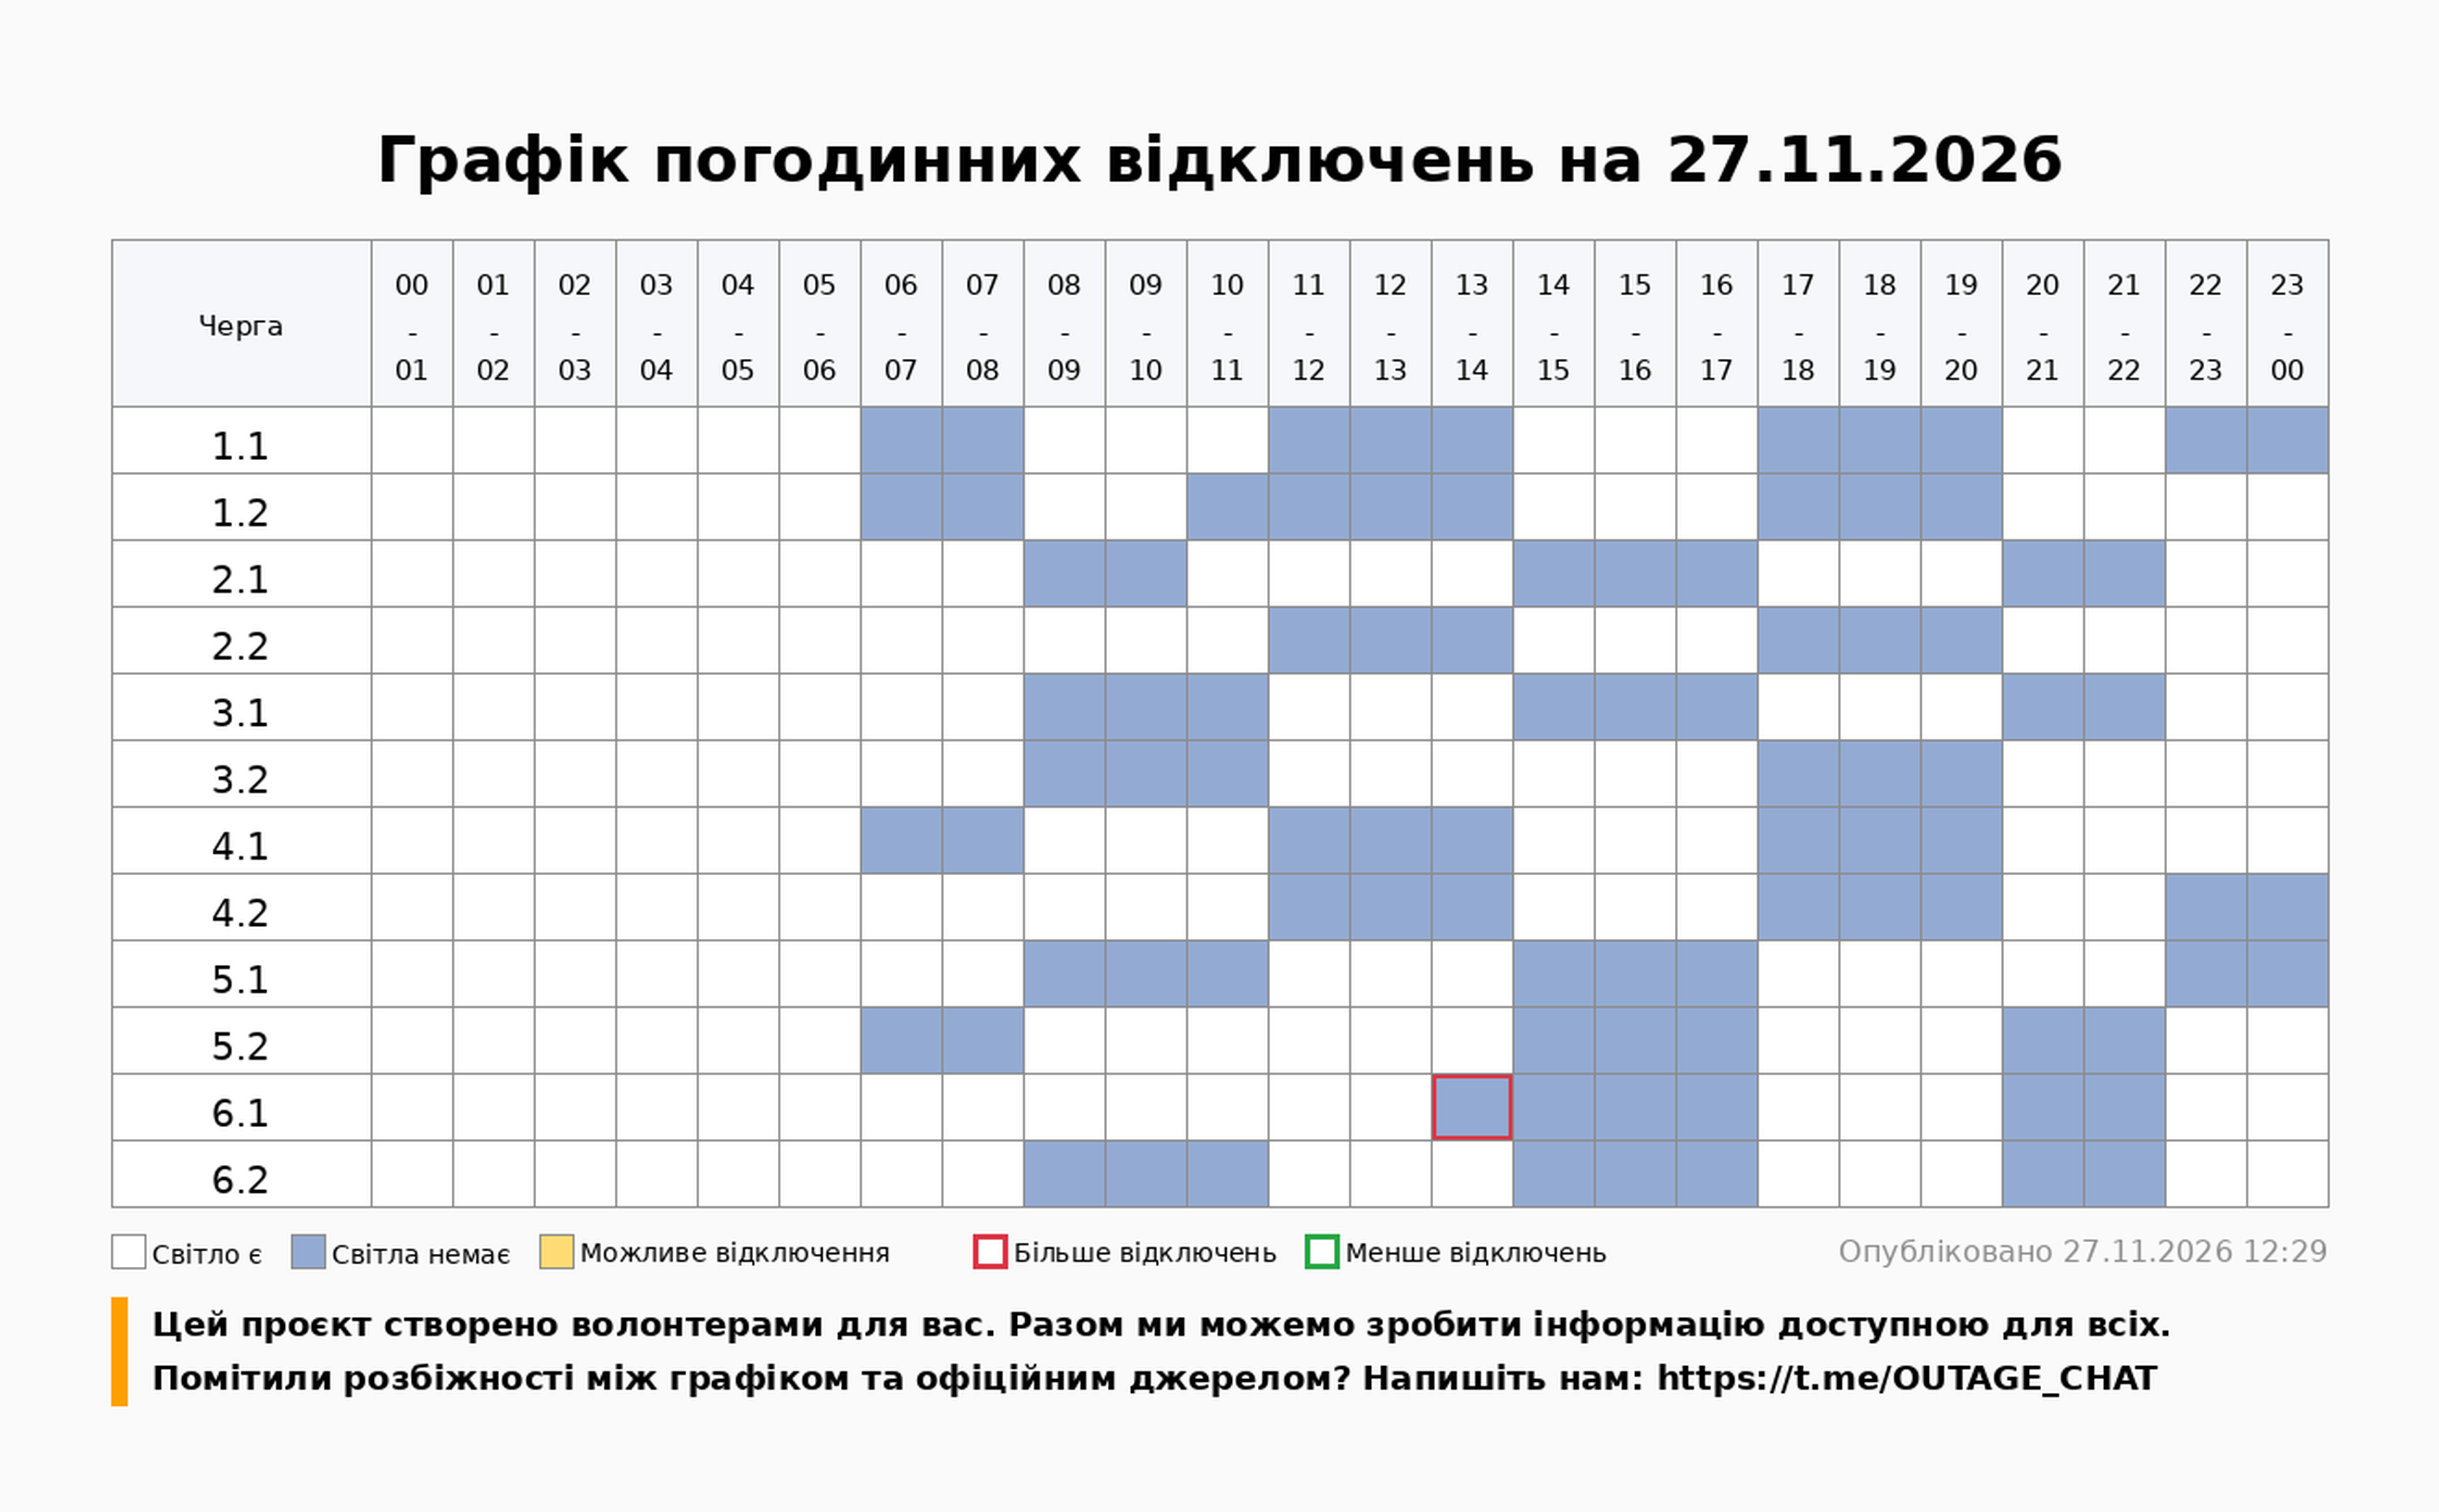 Графік погодинних відключень на 27.11.2026
Черга 00 - 01 01 - 02 02 - 03 03 - 04 04 - 05 05 - 06 06 - 07 07 - 08 08 - 09 09 - 10 10 - 11 11 - 12 12 - 13 13 - 14 14 - 15 15 - 16 16 - 17 17 - 18 18 - 19 19 - 20 20 - 21 21 - 22 22 - 23 23 - 00
1.1
1.2
2.1
2.2
3.1
3.2
4.1
4.2
5.1
5.2
6.1
6.2
Світло є Світла немає Можливе відключення Більше відключень Менше відключень Опубліковано 27.11.2026 12:29
Цей проєкт створено волонтерами для вас. Разом ми можемо зробити інформацію доступною для всіх.
Помітили розбіжності між графіком та офіційним джерелом? Напишіть нам: https://t.me/OUTAGE_CHAT